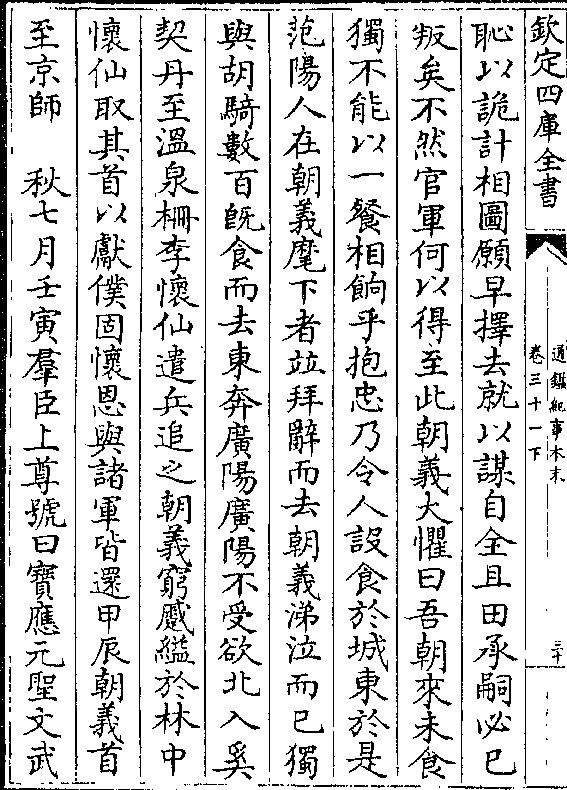 欽定四庫全書
通鑑紀事本末
卷三十一下
三十
恥以詭計相圖願早擇去就以謀自全且田承嗣必已
叛矣不然官軍何以得至此朝義大懼曰吾朝來未食
獨不能以一餐相餉乎抱忠乃令人設食於城東於是
范陽人在朝義麾下者竝拜辭而去朝義涕泣而已獨
與胡騎數百旣食而去東奔廣陽廣陽不受欲北入奚
契丹至溫泉柵李懷仙遣兵追之朝義窮蹙縊於林中
懷仙取其首以獻僕固懷恩與諸軍皆還甲辰朝義首
至京師　秋七月壬寅羣臣上尊號曰寶應元聖文武